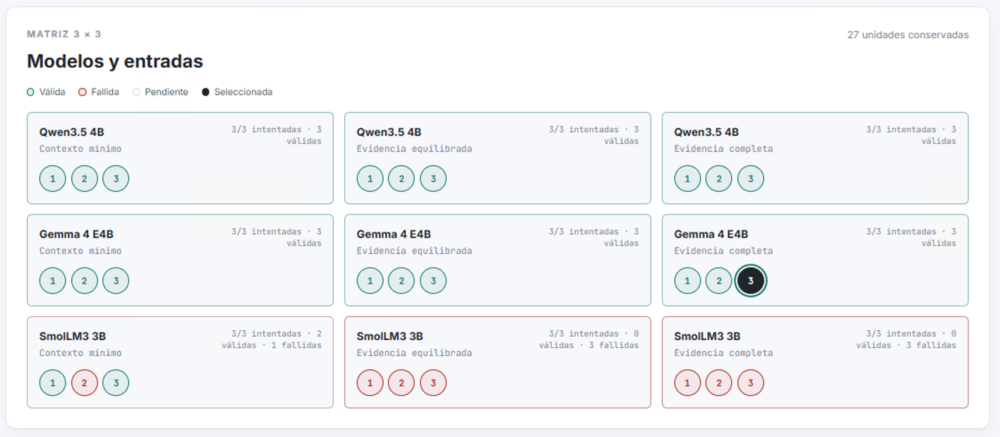 MATRIZ 3 × 3
27 unidades conservadas
Modelos y entradas
Válida
Fallida
Pendiente
Seleccionada
Qwen3.5 4B
3/3 intentadas · 3
válidas
Contexto mínimo
1 2 3
Qwen3.5 4B
3/3 intentadas · 3
válidas
Evidencia equilibrada
1 2 3
Qwen3.5 4B
3/3 intentadas · 3
válidas
Evidencia completa
1 2 3
Gemma 4 E4B
3/3 intentadas · 3
válidas
Contexto mínimo
1 2 3
Gemma 4 E4B
3/3 intentadas · 3
válidas
Evidencia equilibrada
1 2 3
Gemma 4 E4B
3/3 intentadas · 3
válidas
Evidencia completa
1 2 3
SmolLM3 3B
3/3 intentadas · 2
válidas · 1 fallidas
Contexto mínimo
1 2 3
SmolLM3 3B
3/3 intentadas · 0
válidas · 3 fallidas
Evidencia equilibrada
1 2 3
SmolLM3 3B
3/3 intentadas · 0
válidas · 3 fallidas
Evidencia completa
1 2 3